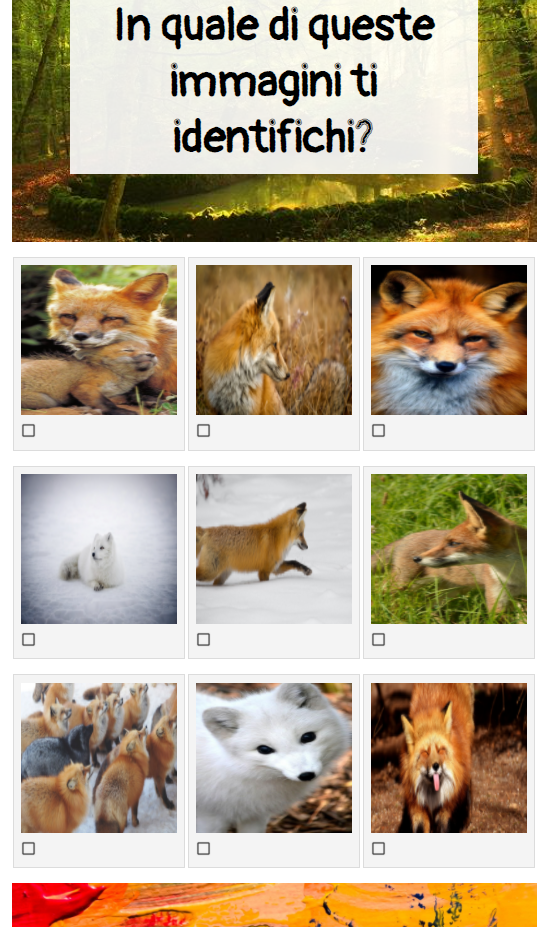 In quale di queste
immagini ti
identifichi?